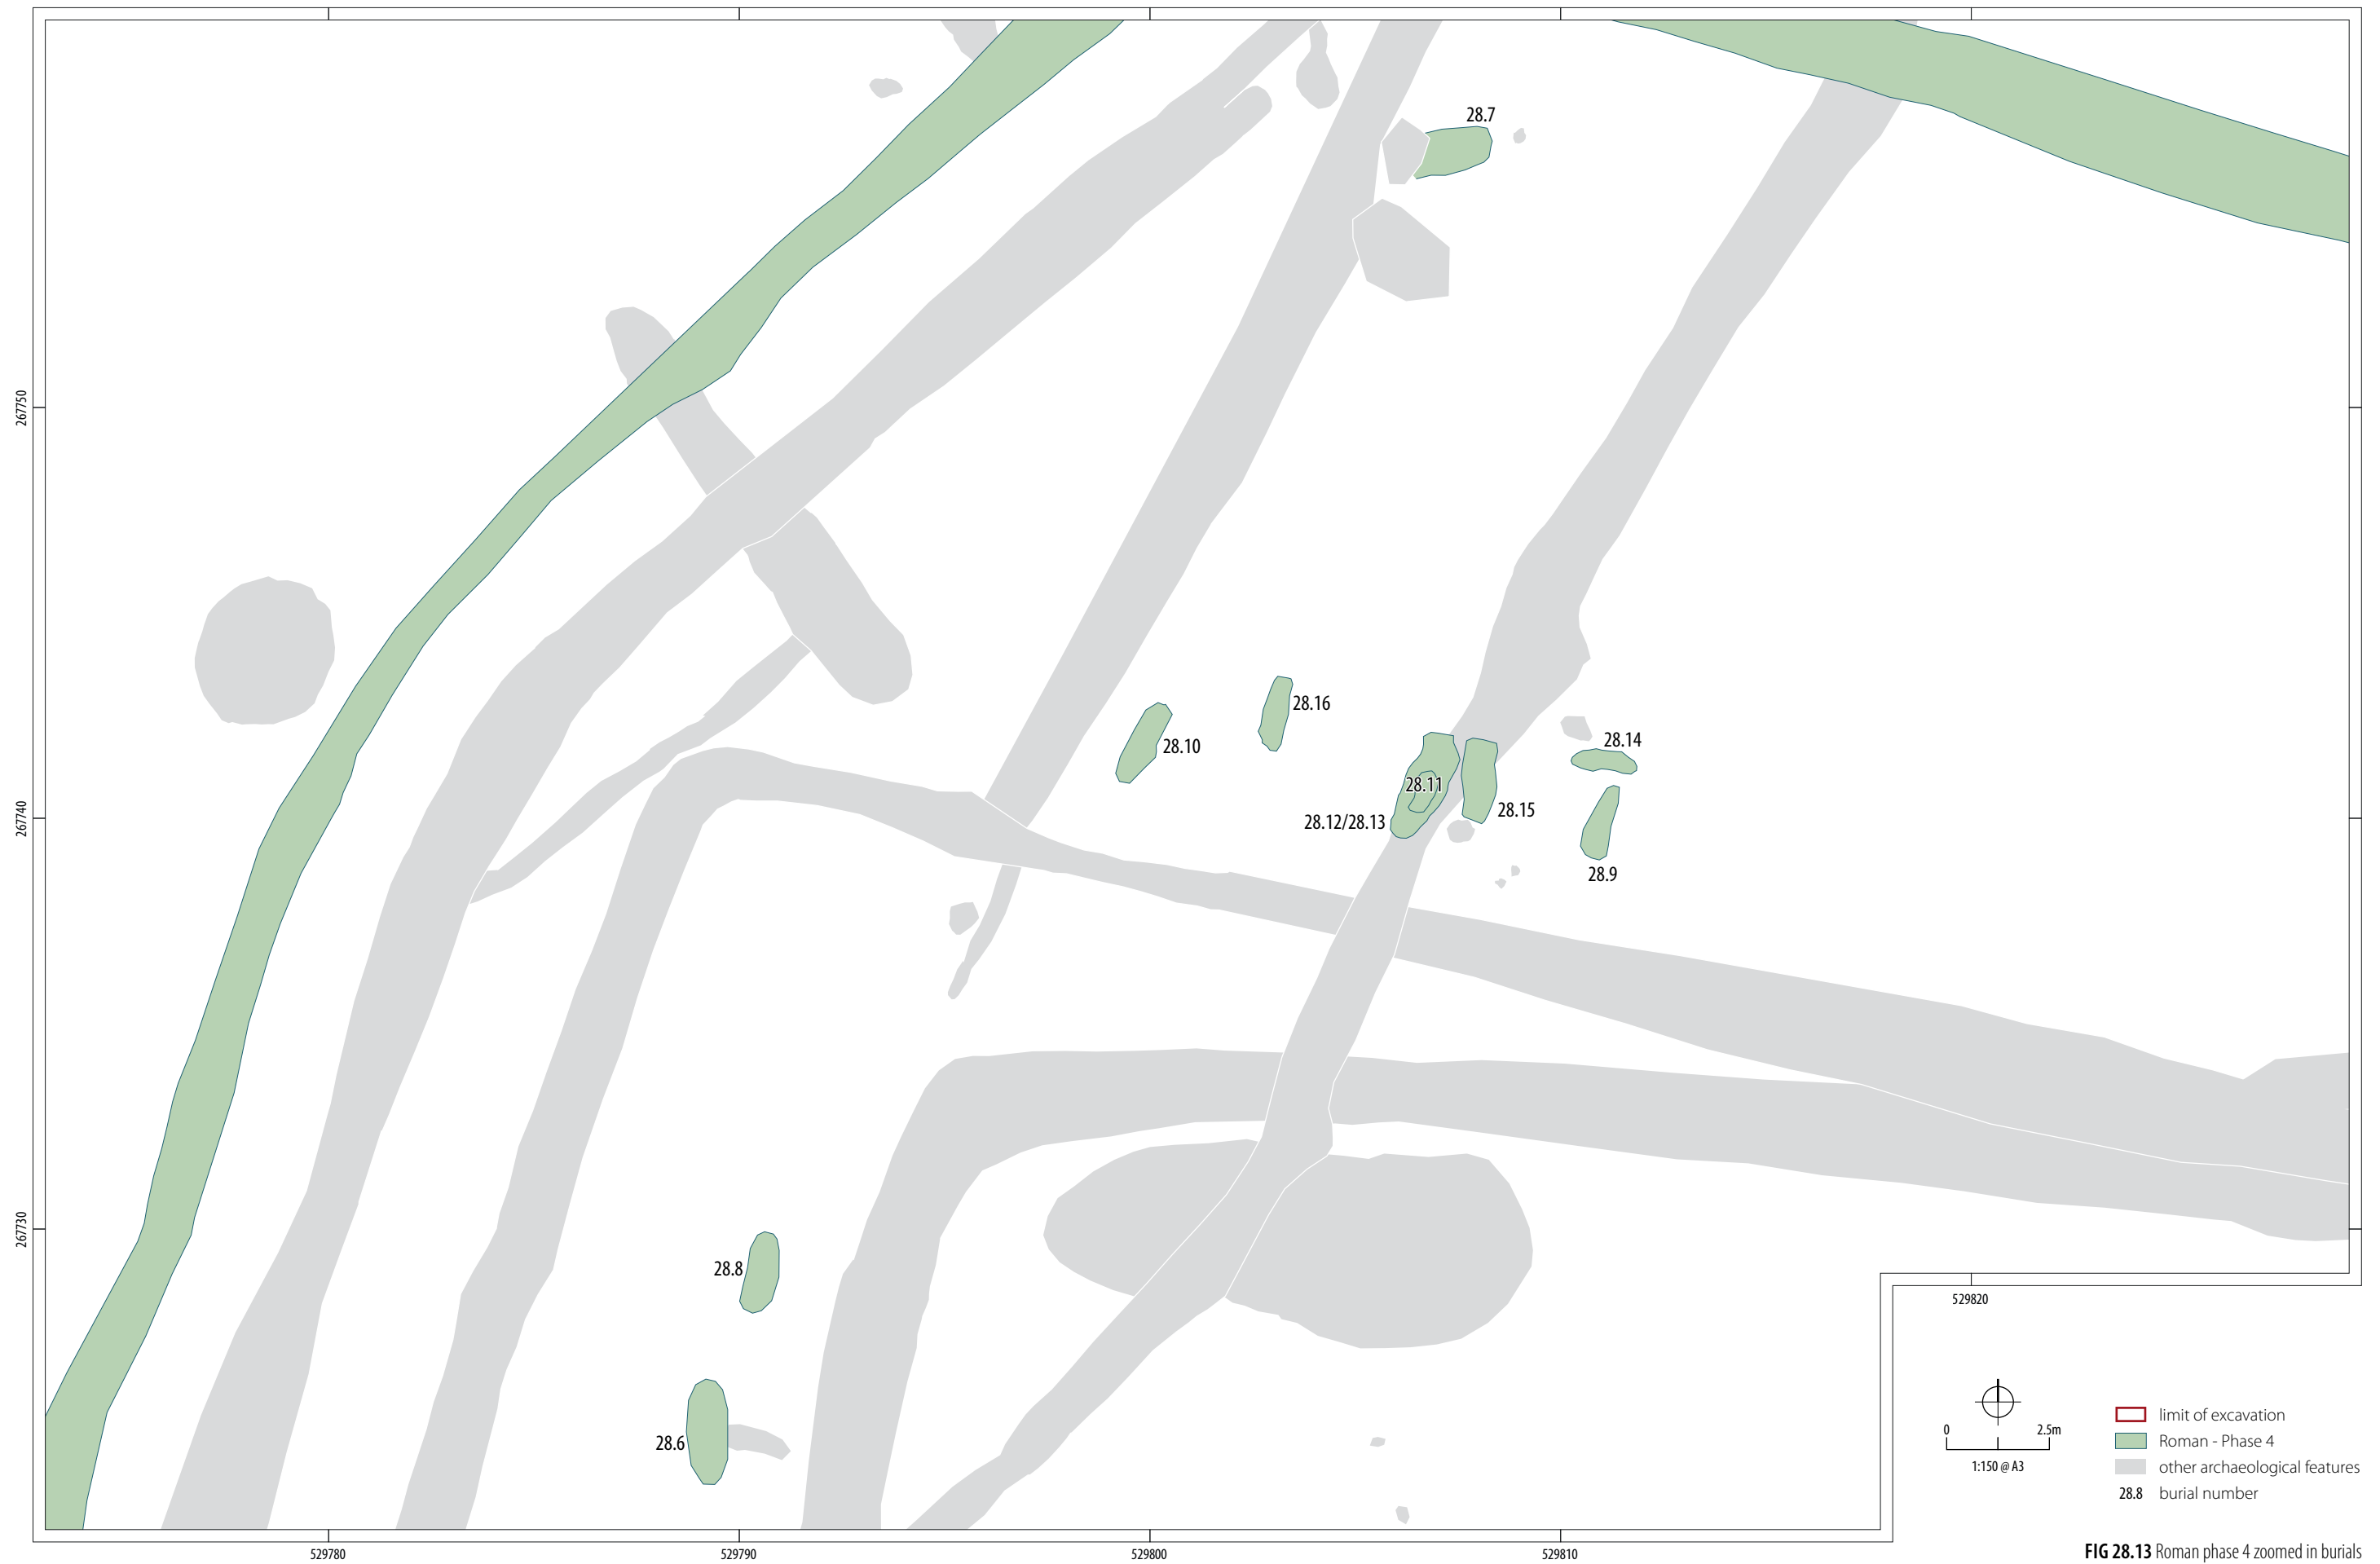 28.7
267750
28.16
28.10
28.14
28.11
28.15
28.12/28.13
267740
28.9
267730
28.8
529820
28.6
0 2.5m
1:150 @ A3
limit of excavation
Roman - Phase 4
other archaeological features
28.8 burial number
529780
529790
529800
529810
FIG 28.13 Roman phase 4 zoomed in burials